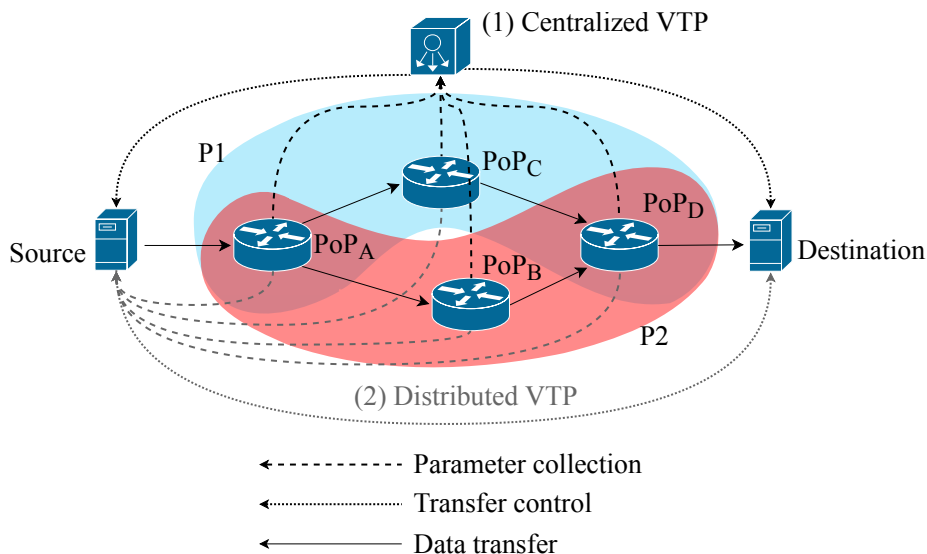 (1) Centralized VTP
P1
PoP_C
PoP_D
Source
PoP_A
PoP_B
Destination
P2
(2) Distributed VTP
Parameter collection
Transfer control
Data transfer